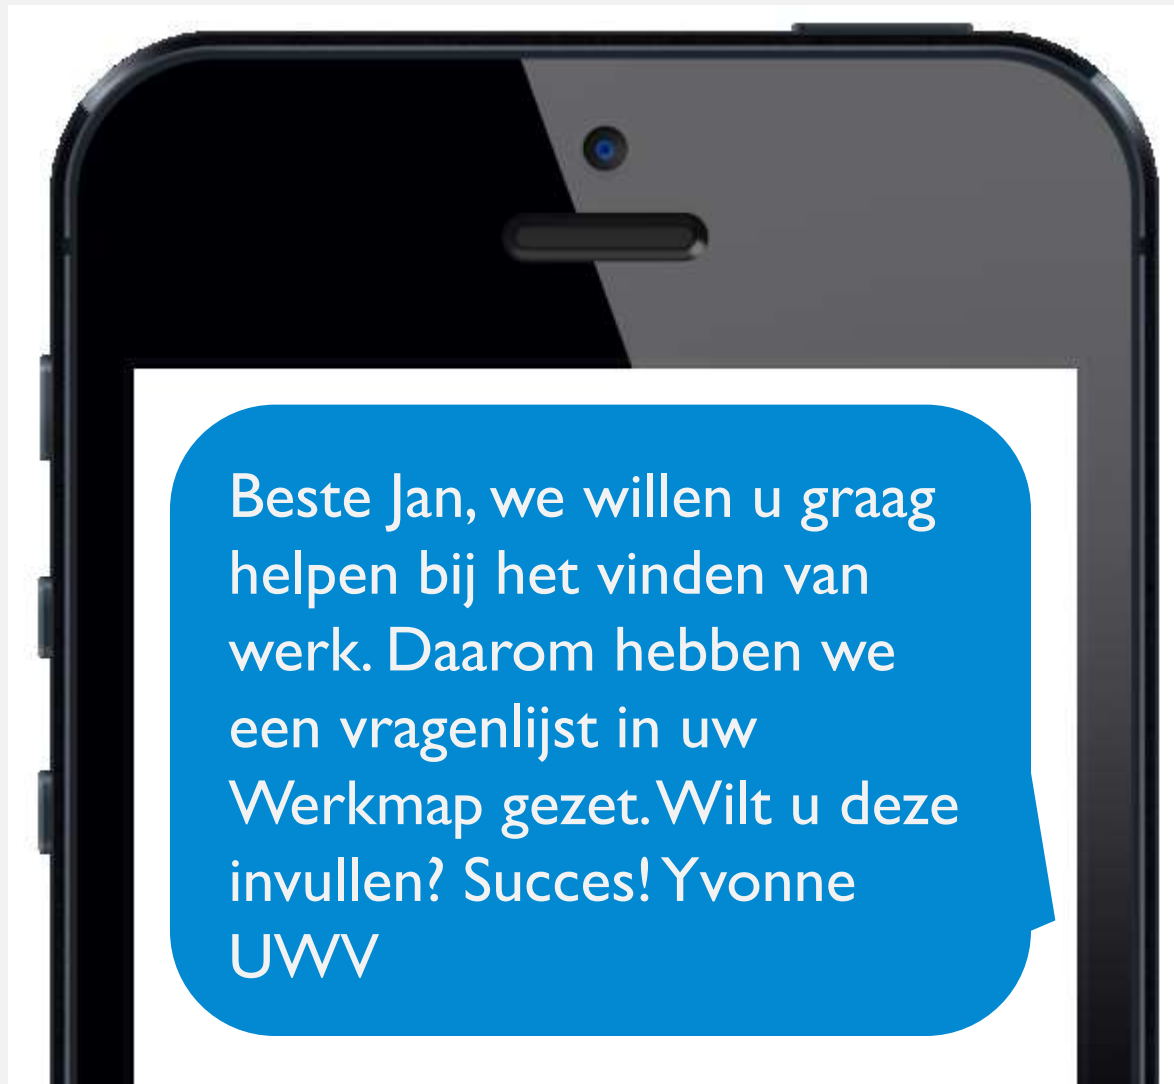 Beste Jan, we willen u graag
helpen bij het vinden van
werk. Daarom hebben we
een vragenlijst in uw
Werkmap gezet. Wilt u deze
invullen? Succes! Yvonne
UWV